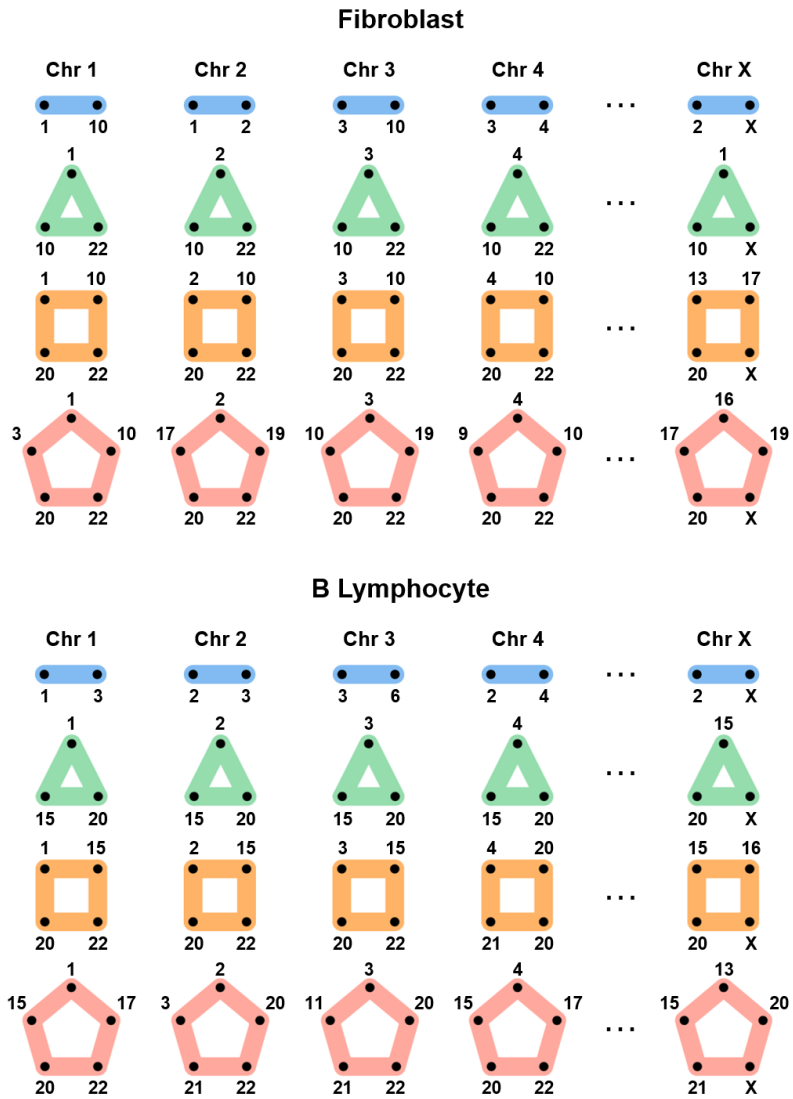 Fibroblast
Chr 1 Chr 2 Chr 3 Chr 4 Chr X
...
1 10 1 2 3 10 3 4 2 X
1 2 3 4 1
...
10 22 10 22 10 22 10 22 10 X
1 10 2 10 3 10 4 10 13 17
...
20 22 20 22 20 22 20 22 20 X
1 2 3 4 16
3 10 17 19 10 19 9 10 17 19
...
20 22 20 22 20 22 20 22 20 X
B Lymphocyte
Chr 1 Chr 2 Chr 3 Chr 4 Chr X
...
1 3 2 3 3 6 2 4 2 X
1 2 3 4 15
...
15 20 15 20 15 20 15 20 20 X
1 15 2 15 3 15 4 20 15 16
...
20 22 20 22 20 22 21 20 20 X
1 2 3 4 13
15 17 3 20 11 20 15 17 15 20
...
20 22 21 22 21 22 20 22 21 X